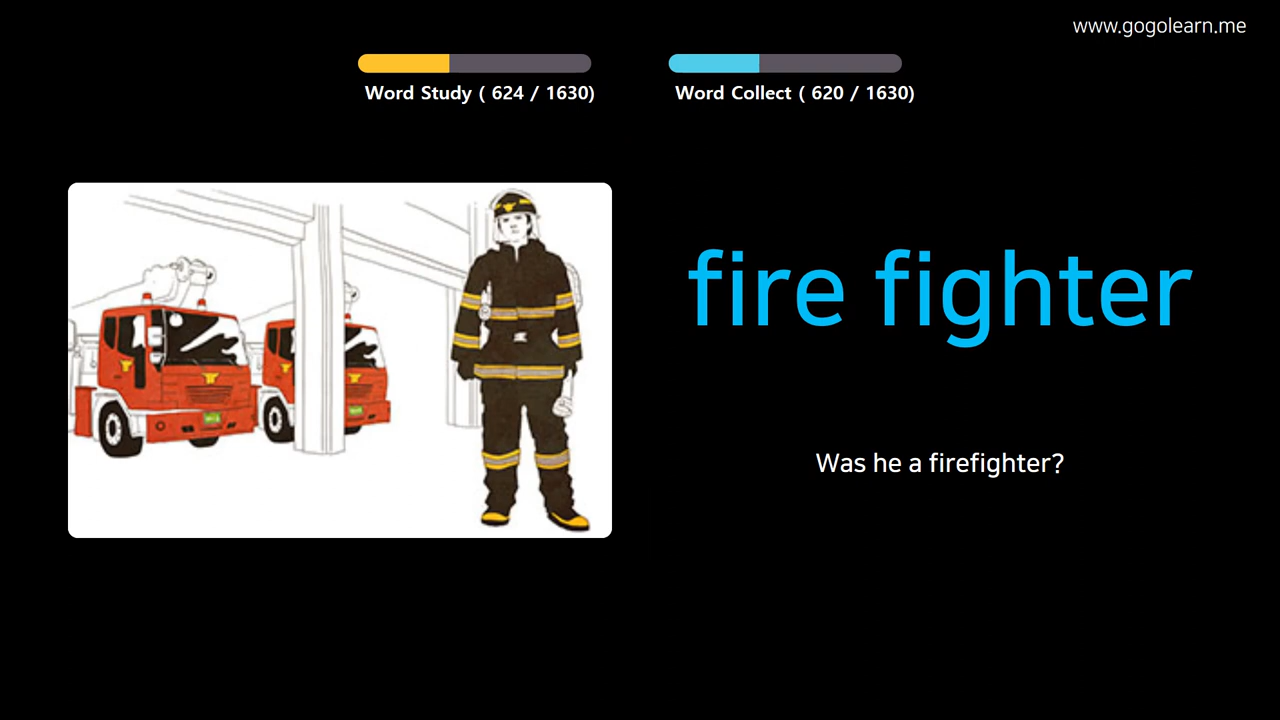 www.gogolearn.me
Word Study ( 624 / 1630)
Word Collect ( 620 / 1630)
fire fighter
Was he a firefighter?